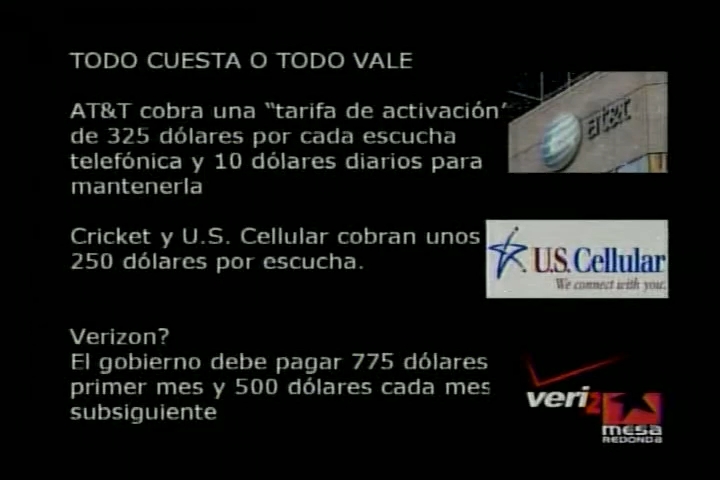 TODO CUESTA O TODO VALE
AT&T cobra una “tarifa de activación”
de 325 dólares por cada escucha
telefónica y 10 dólares diarios para
mantenerla
at&t
Cricket y U.S. Cellular cobran unos
250 dólares por escucha.
U.S. Cellular
We connect with you.
Verizon?
El gobierno debe pagar 775 dólares
primer mes y 500 dólares cada mes
subsiguiente
veri
2
mesa
REDONDA